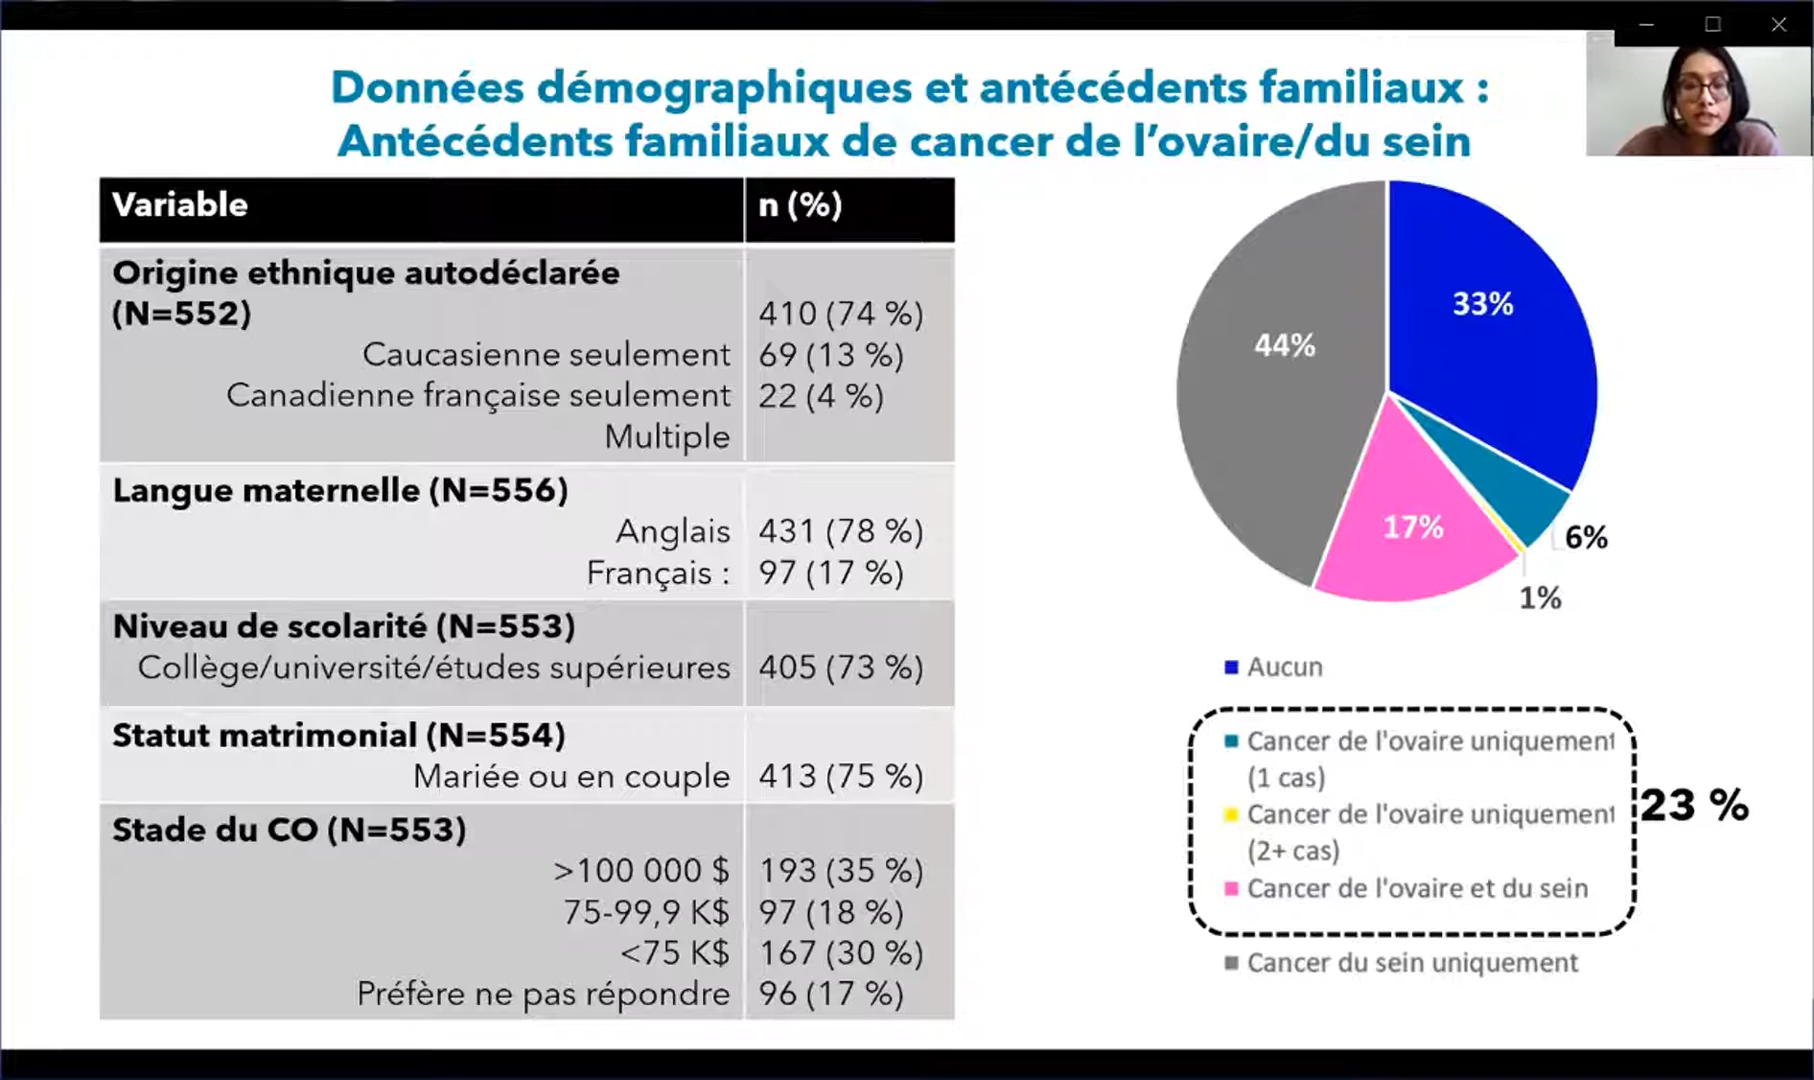 Données démographiques et antécédents familiaux :
Antécédents familiaux de cancer de l’ovaire/du sein
Variable
n (%)
Origine ethnique autodéclarée
(N=552)
410 (74 %)
Caucasienne seulement
69 (13 %)
Canadienne française seulement
22 (4 %)
Multiple
Langue maternelle (N=556)
Anglais
431 (78 %)
Français :
97 (17 %)
Niveau de scolarité (N=553)
Collège/université/études supérieures
405 (73 %)
Statut matrimonial (N=554)
Mariée ou en couple
413 (75 %)
Stade du CO (N=553)
>100 000 $
193 (35 %)
75-99,9 K$
97 (18 %)
<75 K$
167 (30 %)
Préfère ne pas répondre
96 (17 %)
33%
44%
17%
6%
1%
Aucun
Cancer de l'ovaire uniquement
(1 cas)
Cancer de l'ovaire uniquement
(2+ cas)
Cancer de l'ovaire et du sein
23 %
Cancer du sein uniquement